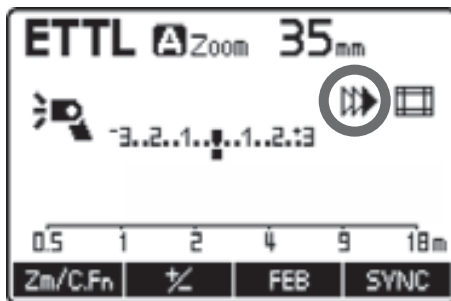 ETTL A Zoom 35mm
-3..2..1..▮..1..2.:+3
0.5 1 2 4 9 18m
Zm/C.Fn +/- FEB SYNC